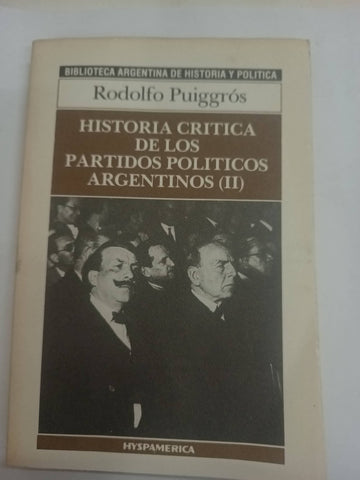 BIBLIOTECA ARGENTINA DE HISTORIA Y POLITICA
Rodolfo Puiggrós
HISTORIA CRITICA
DE LOS
PARTIDOS POLITICOS
ARGENTINOS (II)
HYSPAMERICA